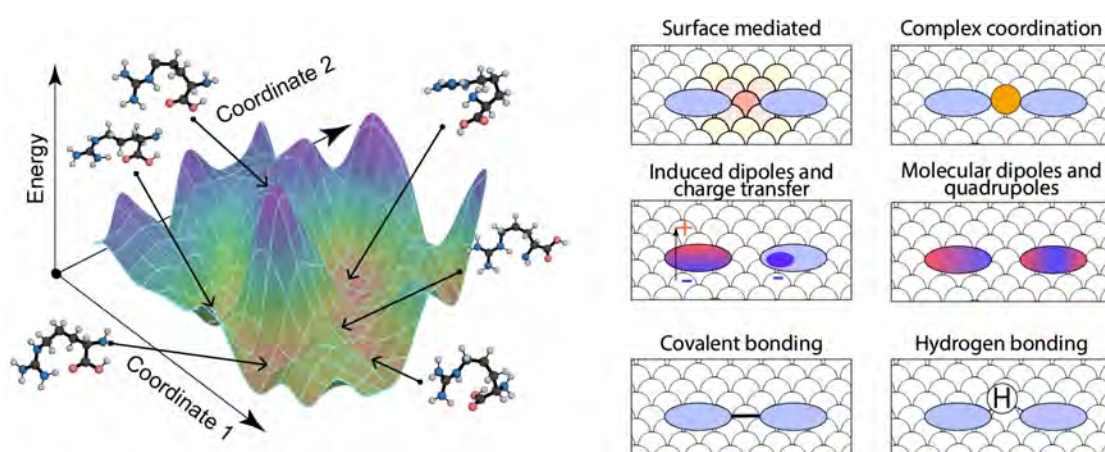 Energy
Coordinate 2
Coordinate 1
Surface mediated
Complex coordination
Induced dipoles and
charge transfer
+
−
−
Molecular dipoles and
quadrupoles
Covalent bonding
Hydrogen bonding
H